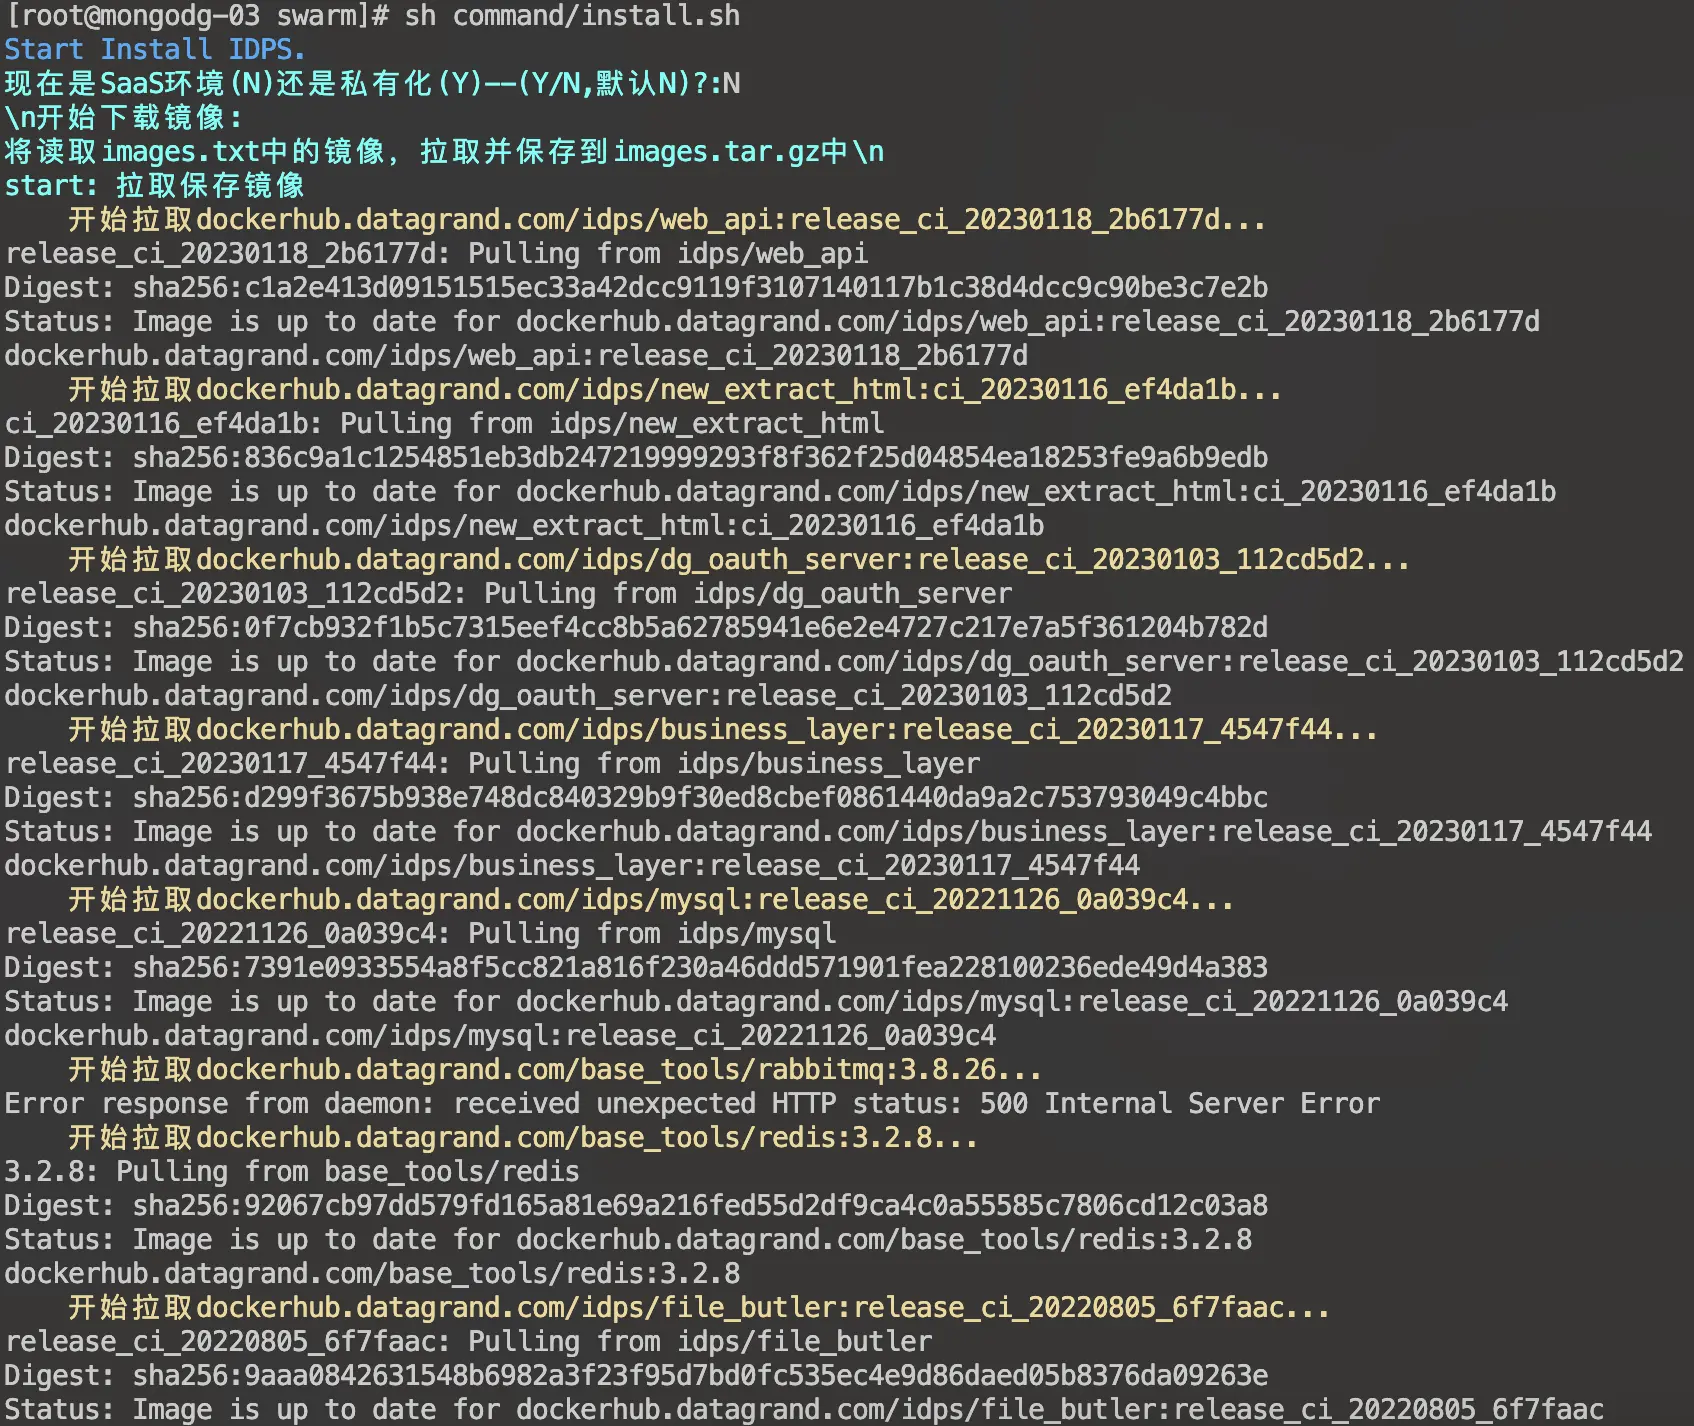 [root@mongodg-03 swarm]# sh command/install.sh
Start Install IDPS.
现在是SaaS环境(N)还是私有化(Y)——(Y/N,默认N)?:N
\n开始下载镜像:
将读取images.txt中的镜像，拉取并保存到images.tar.gz中\n
start: 拉取保存镜像
开始拉取dockerhub.datagrand.com/idps/web_api:release_ci_20230118_2b6177d...
release_ci_20230118_2b6177d: Pulling from idps/web_api
Digest: sha256:c1a2e413d09151515ec33a42dcc9119f3107140117b1c38d4dcc9c90be3c7e2b
Status: Image is up to date for dockerhub.datagrand.com/idps/web_api:release_ci_20230118_2b6177d
dockerhub.datagrand.com/idps/web_api:release_ci_20230118_2b6177d
开始拉取dockerhub.datagrand.com/idps/new_extract_html:ci_20230116_ef4da1b...
ci_20230116_ef4da1b: Pulling from idps/new_extract_html
Digest: sha256:836c9a1c1254851eb3db247219999293f8f362f25d04854ea18253fe9a6b9edb
Status: Image is up to date for dockerhub.datagrand.com/idps/new_extract_html:ci_20230116_ef4da1b
dockerhub.datagrand.com/idps/new_extract_html:ci_20230116_ef4da1b
开始拉取dockerhub.datagrand.com/idps/dg_oauth_server:release_ci_20230103_112cd5d2...
release_ci_20230103_112cd5d2: Pulling from idps/dg_oauth_server
Digest: sha256:0f7cb932f1b5c7315eef4cc8b5a62785941e6e2e4727c217e7a5f361204b782d
Status: Image is up to date for dockerhub.datagrand.com/idps/dg_oauth_server:release_ci_20230103_112cd5d2
dockerhub.datagrand.com/idps/dg_oauth_server:release_ci_20230103_112cd5d2
开始拉取dockerhub.datagrand.com/idps/business_layer:release_ci_20230117_4547f44...
release_ci_20230117_4547f44: Pulling from idps/business_layer
Digest: sha256:d299f3675b938e748dc840329b9f30ed8cbef0861440da9a2c753793049c4bbc
Status: Image is up to date for dockerhub.datagrand.com/idps/business_layer:release_ci_20230117_4547f44
dockerhub.datagrand.com/idps/business_layer:release_ci_20230117_4547f44
开始拉取dockerhub.datagrand.com/idps/mysql:release_ci_20221126_0a039c4...
release_ci_20221126_0a039c4: Pulling from idps/mysql
Digest: sha256:7391e0933554a8f5cc821a816f230a46ddd571901fea228100236ede49d4a383
Status: Image is up to date for dockerhub.datagrand.com/idps/mysql:release_ci_20221126_0a039c4
dockerhub.datagrand.com/idps/mysql:release_ci_20221126_0a039c4
开始拉取dockerhub.datagrand.com/base_tools/rabbitmq:3.8.26...
Error response from daemon: received unexpected HTTP status: 500 Internal Server Error
开始拉取dockerhub.datagrand.com/base_tools/redis:3.2.8...
3.2.8: Pulling from base_tools/redis
Digest: sha256:92067cb97dd579fd165a81e69a216fed55d2df9ca4c0a55585c7806cd12c03a8
Status: Image is up to date for dockerhub.datagrand.com/base_tools/redis:3.2.8
dockerhub.datagrand.com/base_tools/redis:3.2.8
开始拉取dockerhub.datagrand.com/idps/file_butler:release_ci_20220805_6f7faac...
release_ci_20220805_6f7faac: Pulling from idps/file_butler
Digest: sha256:9aaa0842631548b6982a3f23f95d7bd0fc535ec4e9d86daed05b8376da09263e
Status: Image is up to date for dockerhub.datagrand.com/idps/file_butler:release_ci_20220805_6f7faac